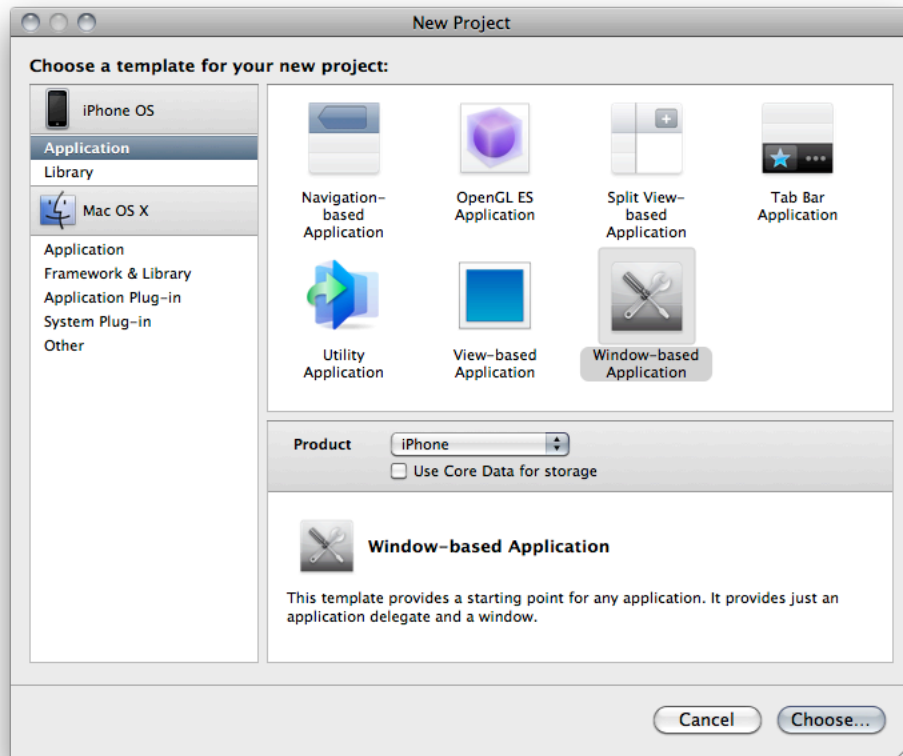 New Project
Choose a template for your new project:
iPhone OS
Application
Library
Mac OS X
Application
Framework & Library
Application Plug-in
System Plug-in
Other
Navigation-
based
Application
OpenGL ES
Application
Split View-
based
Application
Tab Bar
Application
Utility
Application
View-based
Application
Window-based
Application
Product
iPhone
Use Core Data for storage
Window-based Application
This template provides a starting point for any application. It provides just an
application delegate and a window.
Cancel
Choose...